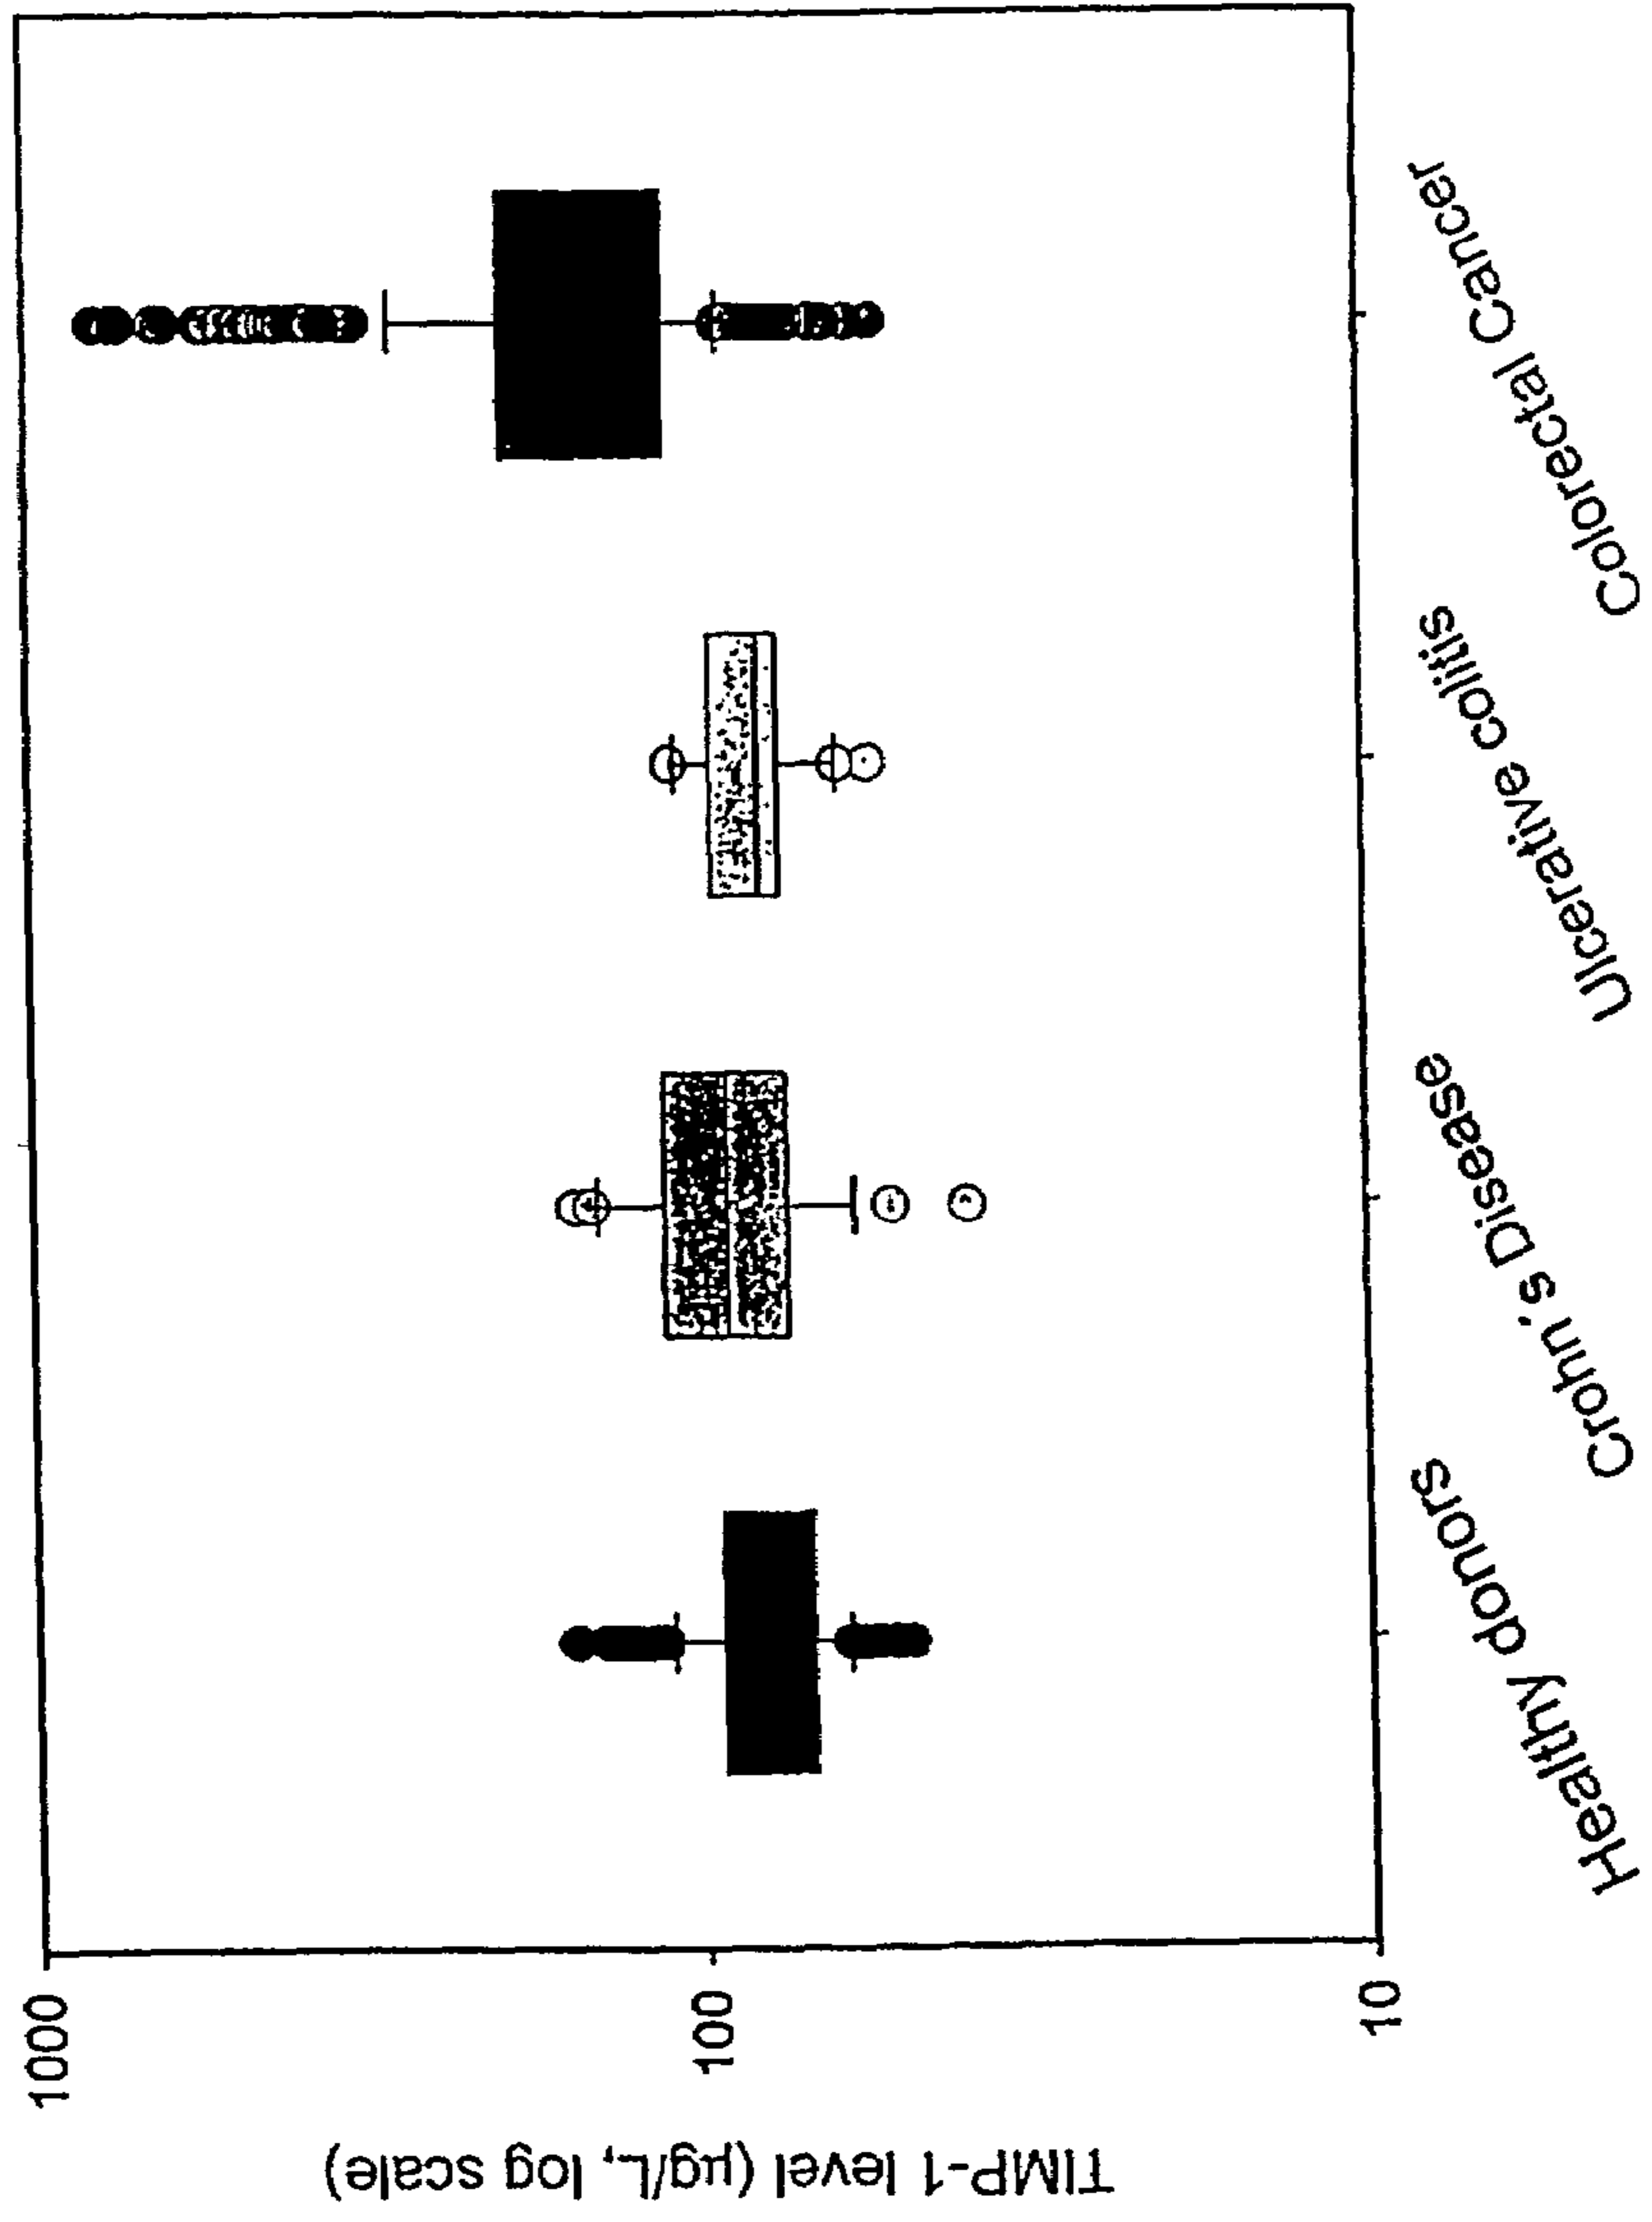 TIMP-1 level (µg/L, log scale)
1000
100
10
Healthy donors
Crohn´s Disease
Ulcerative colitis
Colorectal Cancer